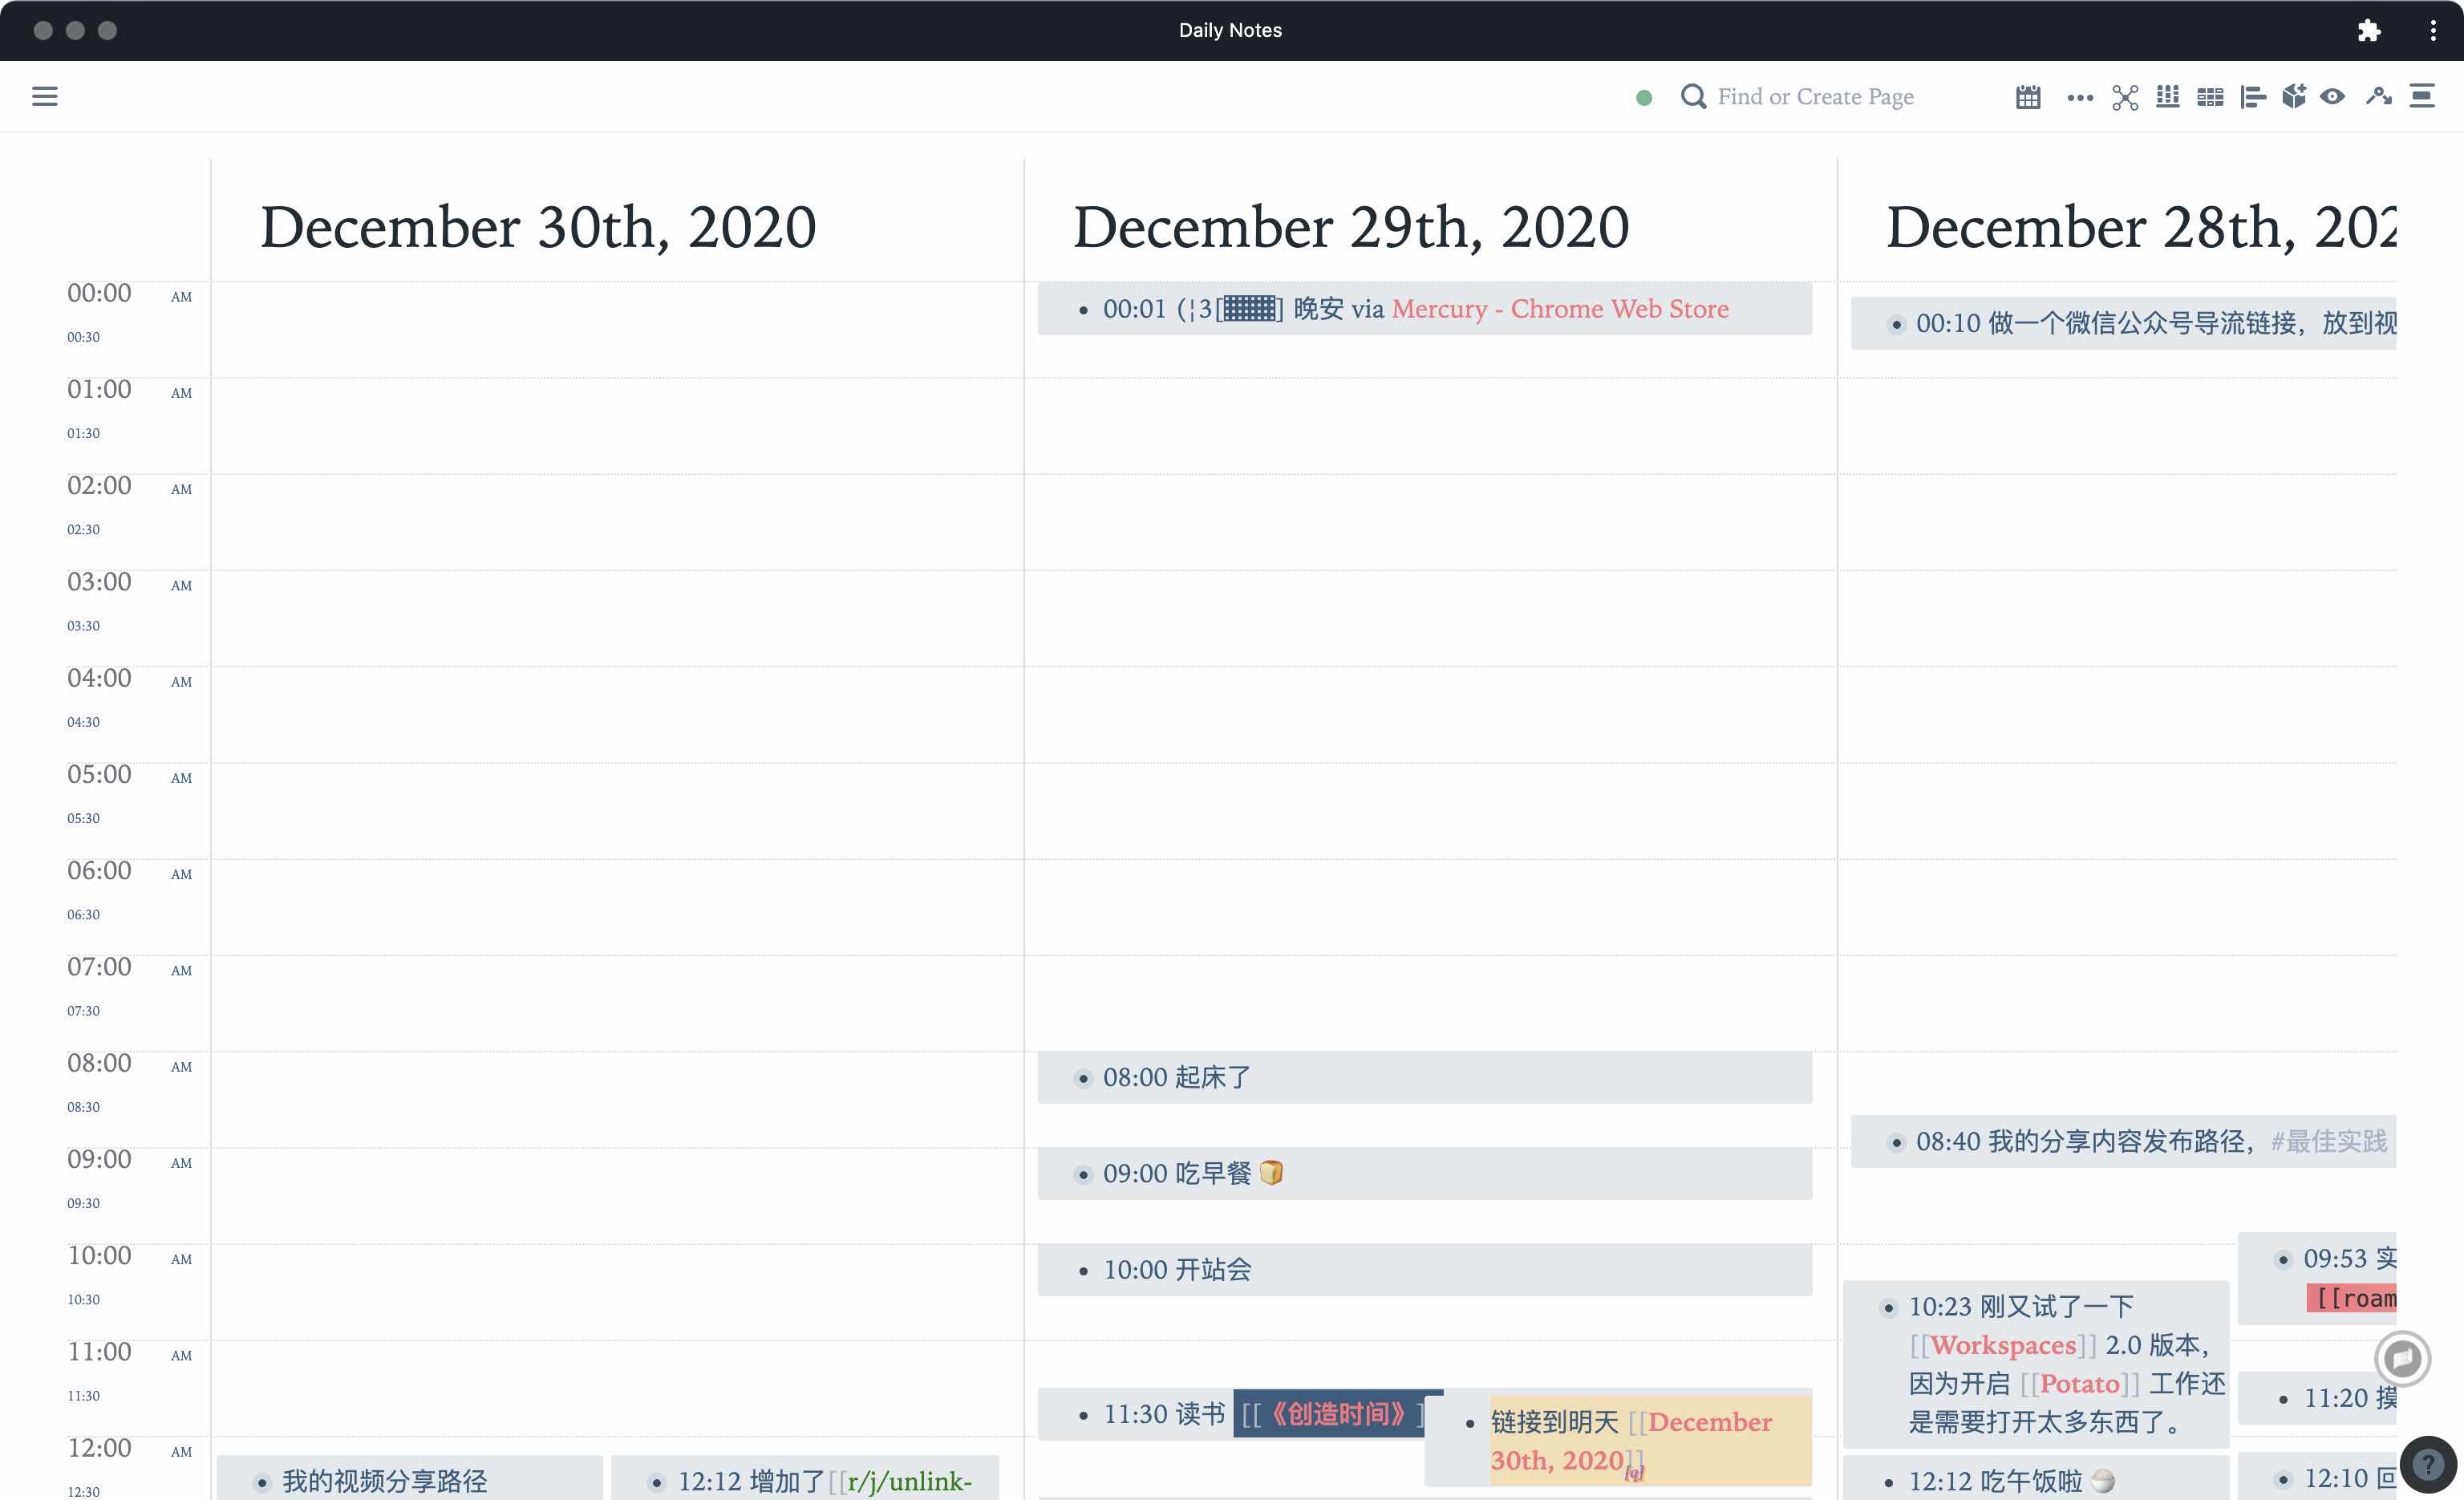 Daily Notes
Find or Create Page
December 30th, 2020
December 29th, 2020
December 28th, 202
00:00 AM
00:30
01:00 AM
01:30
02:00 AM
02:30
03:00 AM
03:30
04:00 AM
04:30
05:00 AM
05:30
06:00 AM
06:30
07:00 AM
07:30
08:00 AM
08:30
09:00 AM
09:30
10:00 AM
10:30
11:00 AM
11:30
12:00 AM
12:30
我的视频分享路径
12:12 增加了[[r/j/unlink-
00:01 (¦3[▓▓] 晚安 via Mercury - Chrome Web Store
08:00 起床了
09:00 吃早餐 🍞
10:00 开站会
11:30 读书 [[《创造时间》]
链接到明天 [[December
30th, 2020]]
[q]
00:10 做一个微信公众号导流链接，放到视
08:40 我的分享内容发布路径，#最佳实践
09:53 实
[[roam
10:23 刚又试了一下
[[Workspaces]] 2.0 版本，
因为开启 [[Potato]] 工作还
是需要打开太多东西了。
11:20 摸
12:12 吃午饭啦 🍚
12:10 回
?